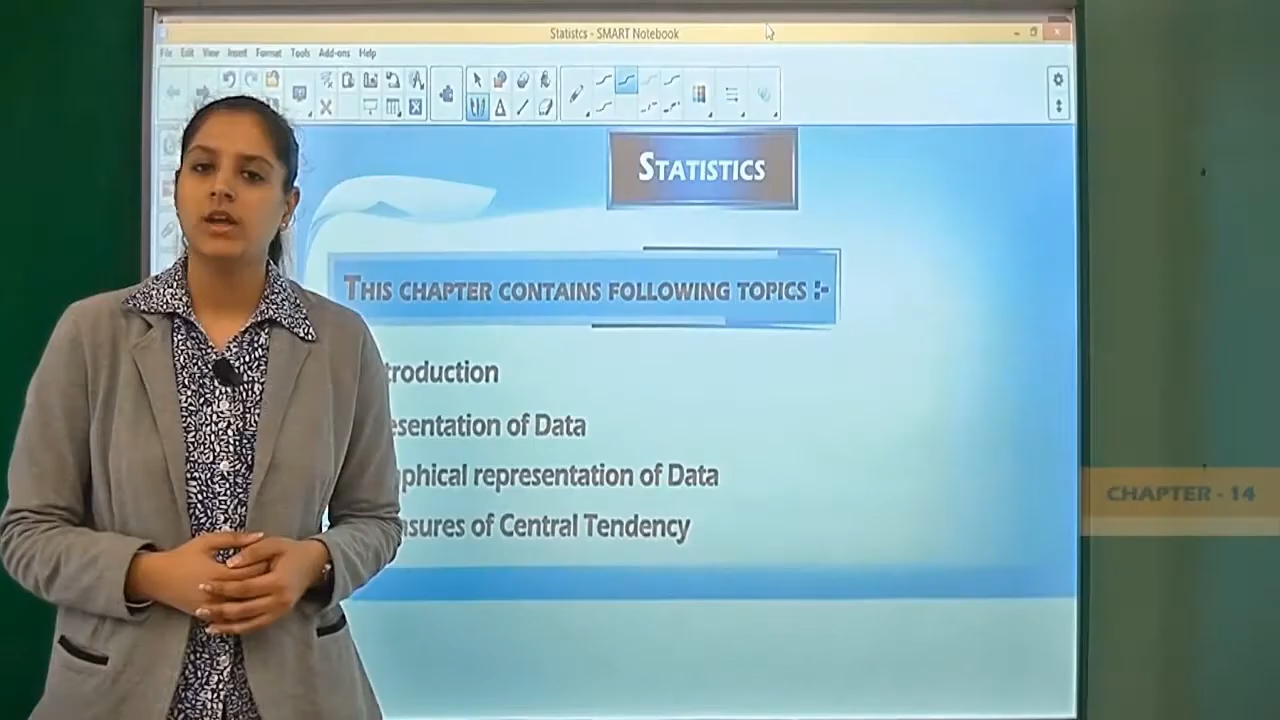 Statistcs - SMART Notebook
File Edit View Insert Format Tools Add-ons Help
STATISTICS
THIS CHAPTER CONTAINS FOLLOWING TOPICS :-
troduction
esentation of Data
phical representation of Data
sures of Central Tendency
CHAPTER - 14